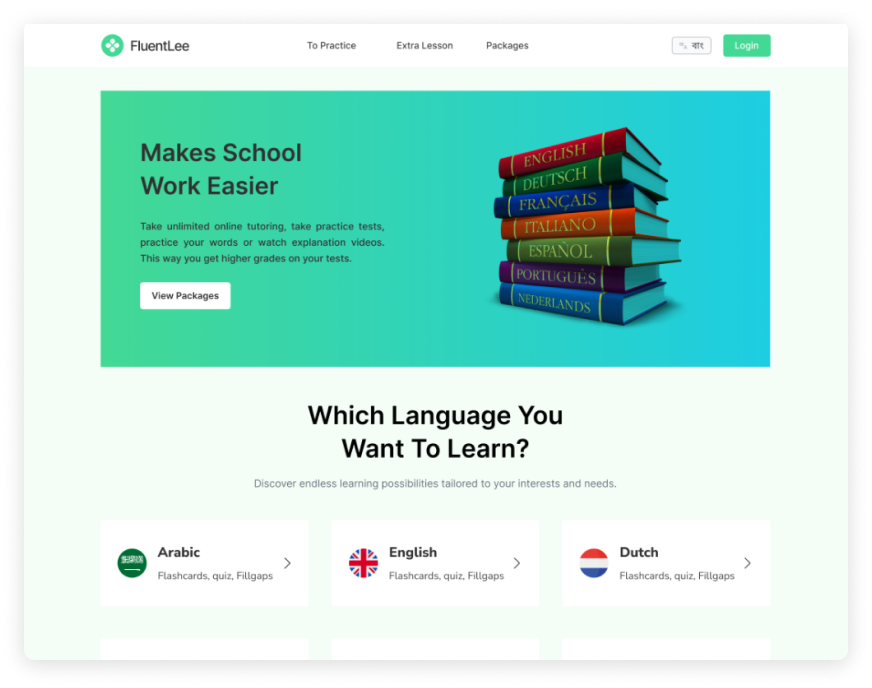 FluentLee
To Practice
Extra Lesson
Packages
বাং
Login
Makes School
Work Easier
Take unlimited online tutoring, take practice tests,
practice your words or watch explanation videos.
This way you get higher grades on your tests.
View Packages
ENGLISH
DEUTSCH
FRANÇAIS
ITALIANO
ESPAÑOL
PORTUGUÊS
NEDERLANDS
Which Language You
Want To Learn?
Discover endless learning possibilities tailored to your interests and needs.
Arabic
Flashcards, quiz, Fillgaps
English
Flashcards, quiz, Fillgaps
Dutch
Flashcards, quiz, Fillgaps